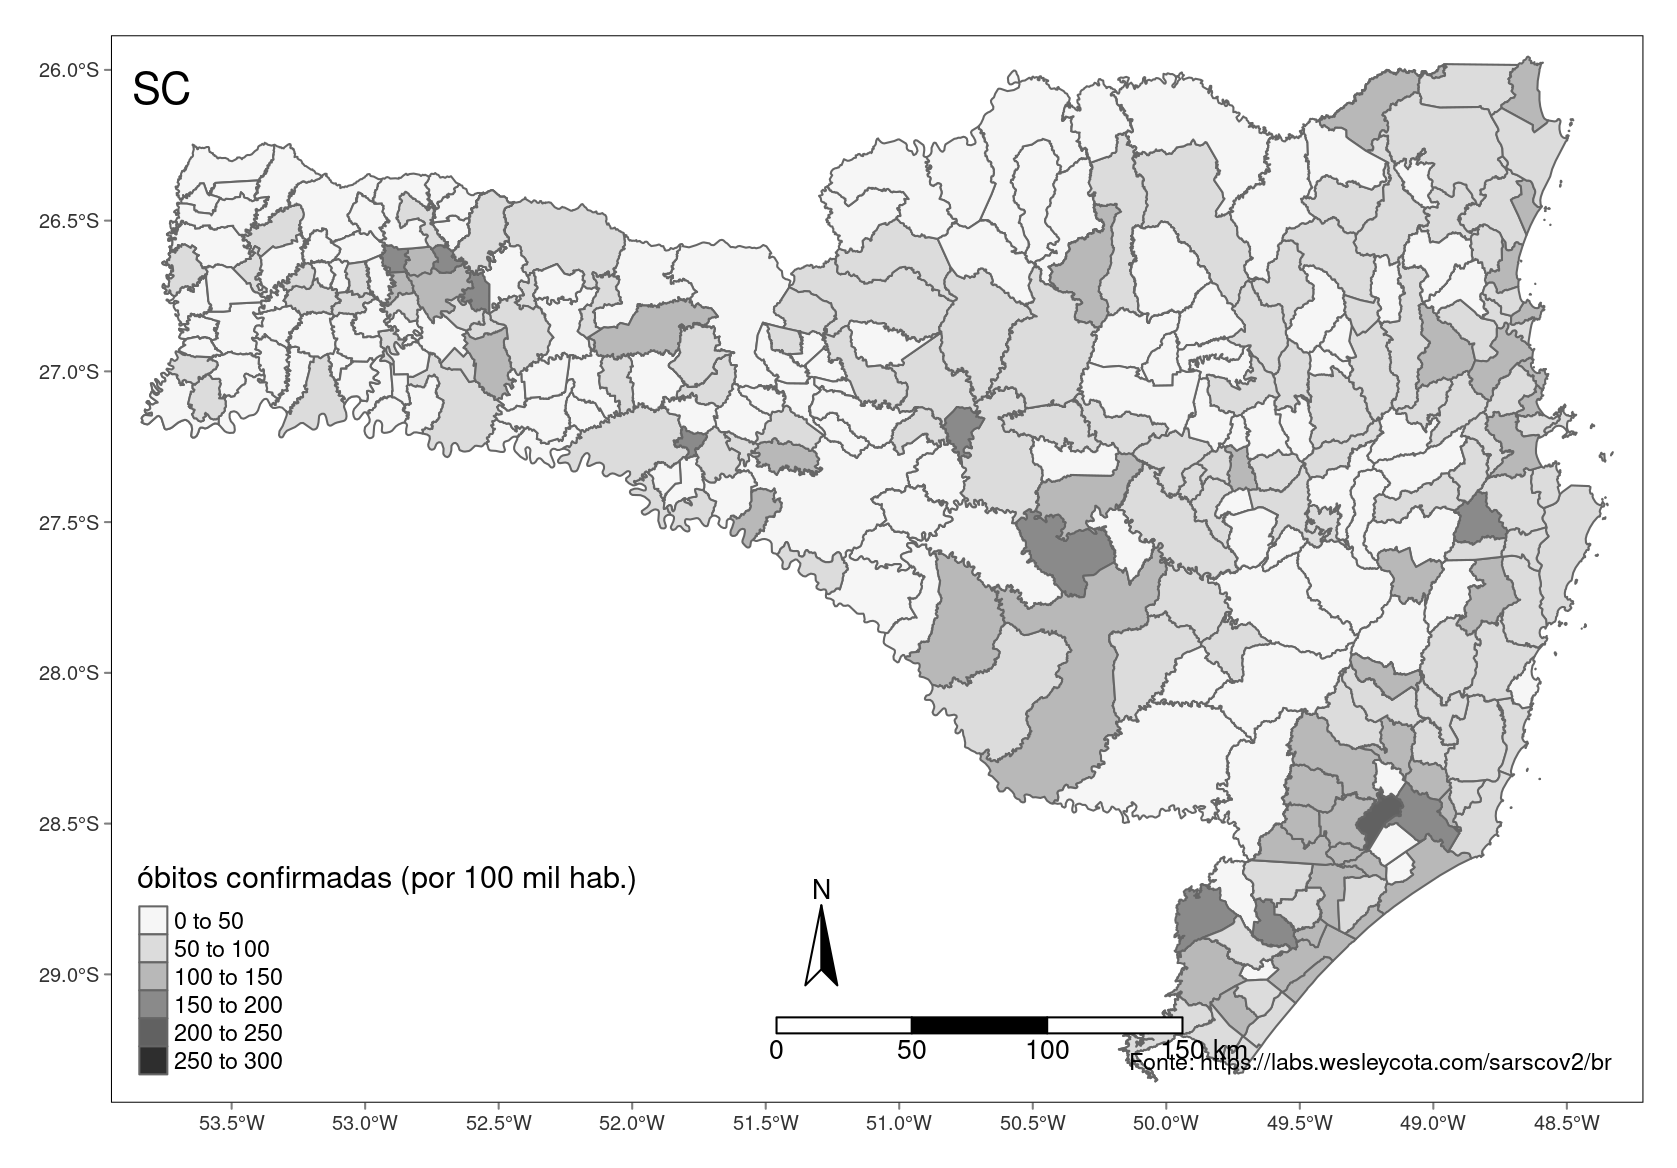 SC
26.0°S
26.5°S
27.0°S
27.5°S
28.0°S
28.5°S
29.0°S
óbitos confirmadas (por 100 mil hab.)
0 to 50
50 to 100
100 to 150
150 to 200
200 to 250
250 to 300
N
0 50 100 150 km
Fonte: https://labs.wesleycota.com/sarscov2/br
53.5°W 53.0°W 52.5°W 52.0°W 51.5°W 51.0°W 50.5°W 50.0°W 49.5°W 49.0°W 48.5°W